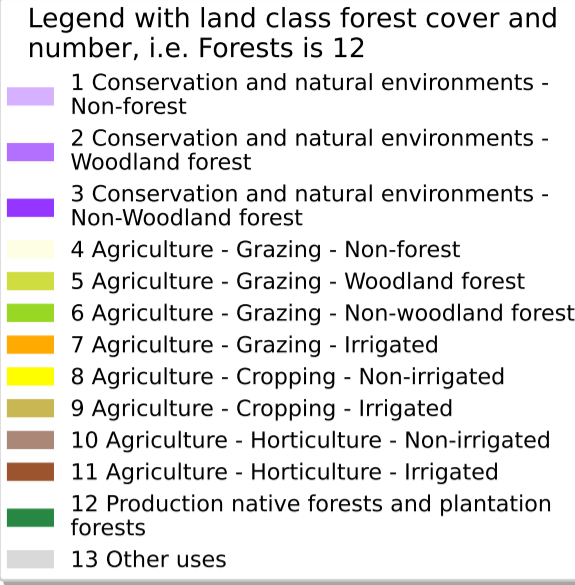 Legend with land class forest cover and
number, i.e. Forests is 12
1 Conservation and natural environments -
Non-forest
2 Conservation and natural environments -
Woodland forest
3 Conservation and natural environments -
Non-Woodland forest
4 Agriculture - Grazing - Non-forest
5 Agriculture - Grazing - Woodland forest
6 Agriculture - Grazing - Non-woodland forest
7 Agriculture - Grazing - Irrigated
8 Agriculture - Cropping - Non-irrigated
9 Agriculture - Cropping - Irrigated
10 Agriculture - Horticulture - Non-irrigated
11 Agriculture - Horticulture - Irrigated
12 Production native forests and plantation
forests
13 Other uses